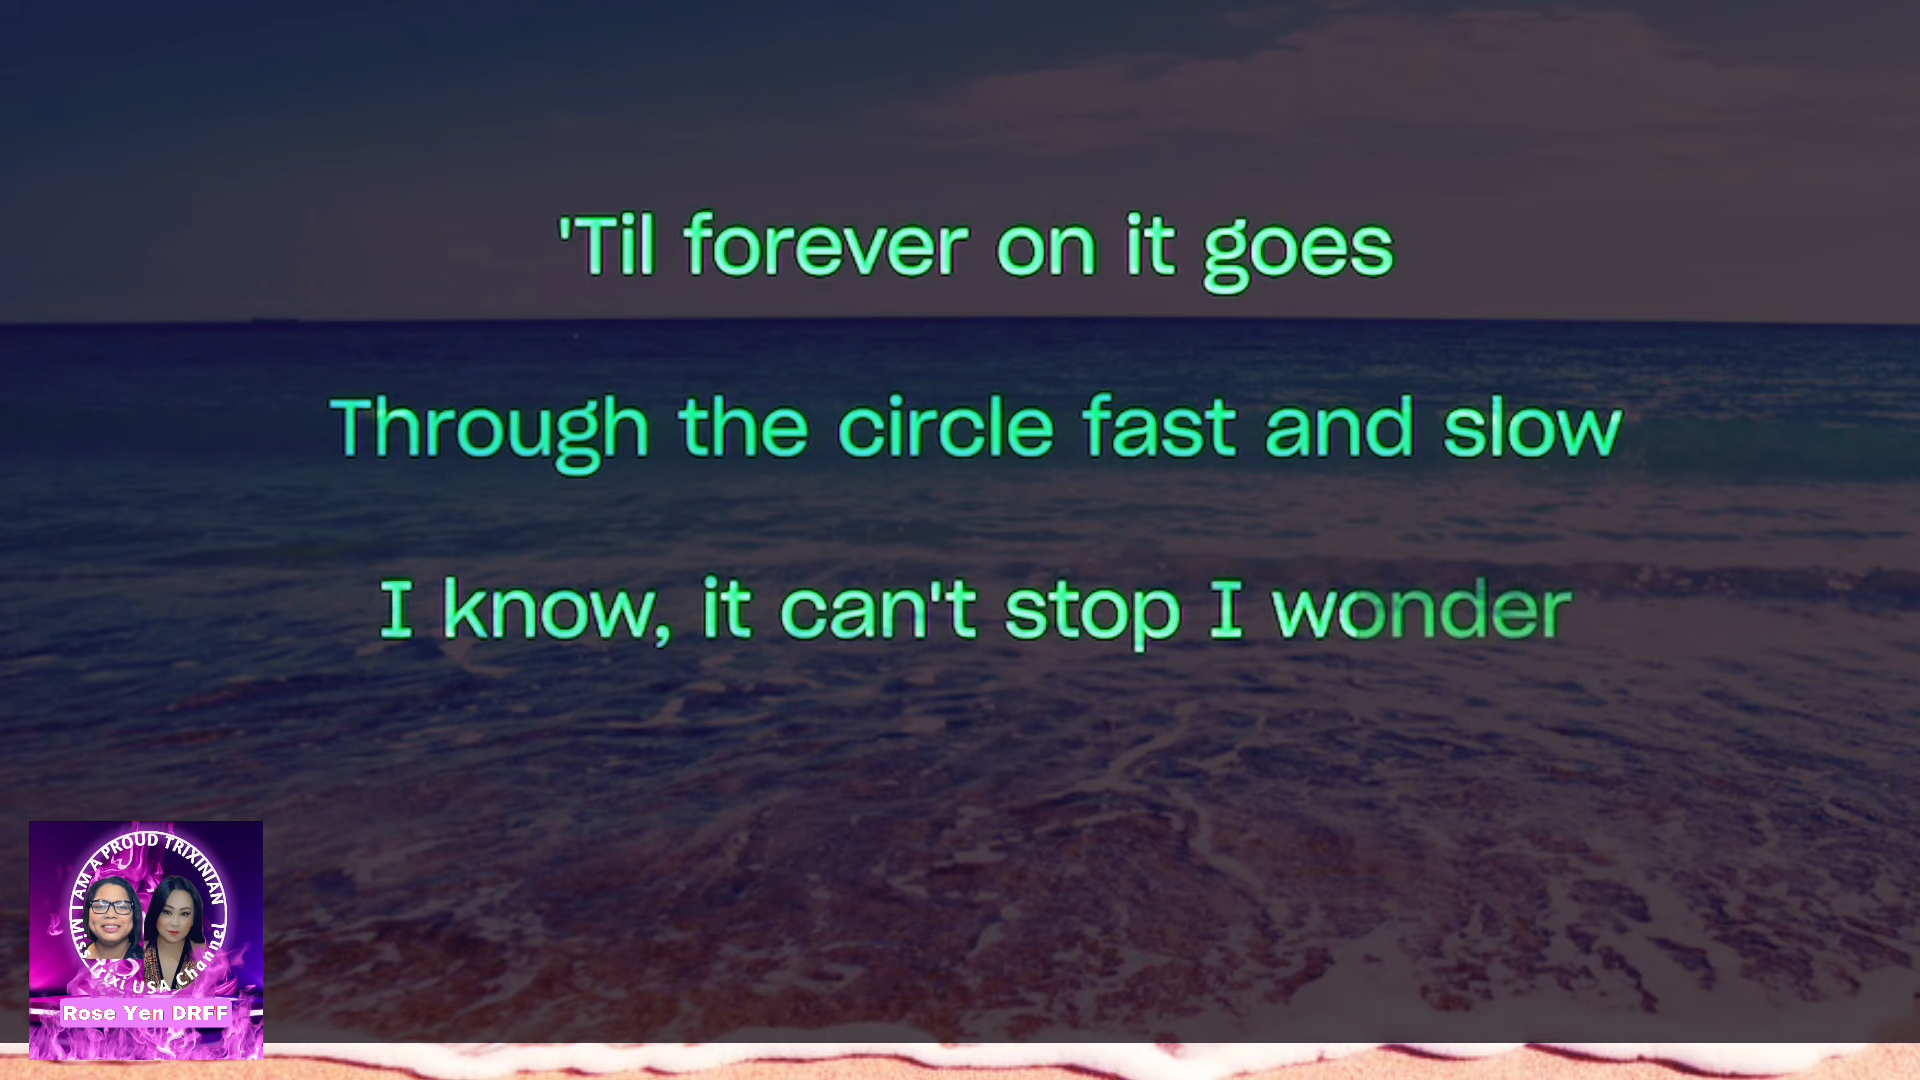 'Til forever on it goes
Through the circle fast and slow
I know, it can't stop I wonder
I AM A PROUD TRIXINIAN
Miss Trixi USA Channel
Rose Yen DRFF